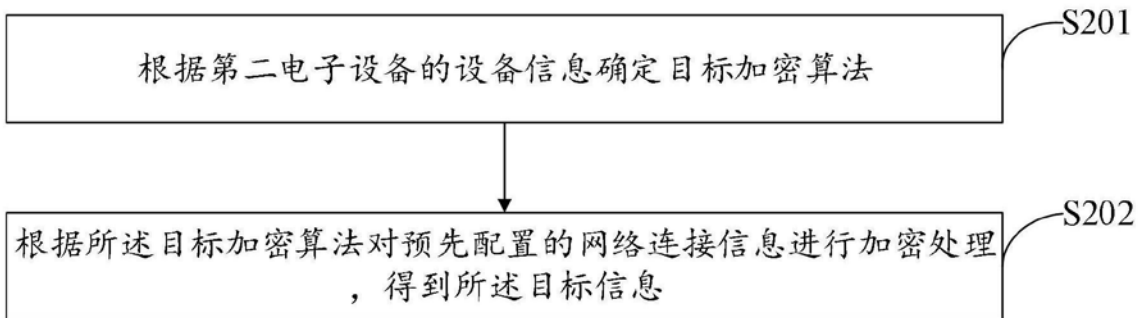 S201
根据第二电子设备的设备信息确定目标加密算法
S202
根据所述目标加密算法对预先配置的网络连接信息进行加密处理
，得到所述目标信息